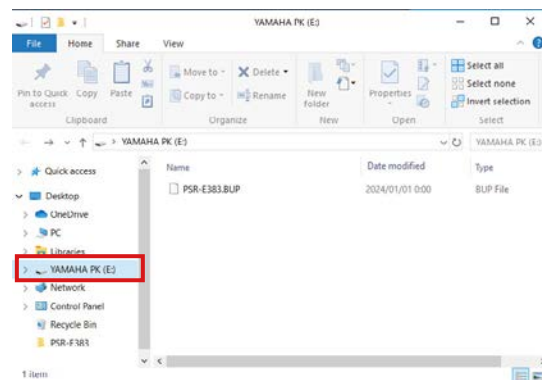 YAMAHA PK (E:)
File Home Share View
Pin to Quick access
Copy
Paste
Move to
Copy to
Delete
Rename
New folder
Properties
Select all
Select none
Invert selection
Clipboard Organize New Open Select
YAMAHA PK (E:)
YAMAHA PK (E:)
Quick access
Desktop
OneDrive
PC
Libraries
YAMAHA PK (E:)
Network
Control Panel
Recycle Bin
PSR-E383
Name Date modified Type
PSR-E383.BUP 2024/01/01 0:00 BUP File
1 item